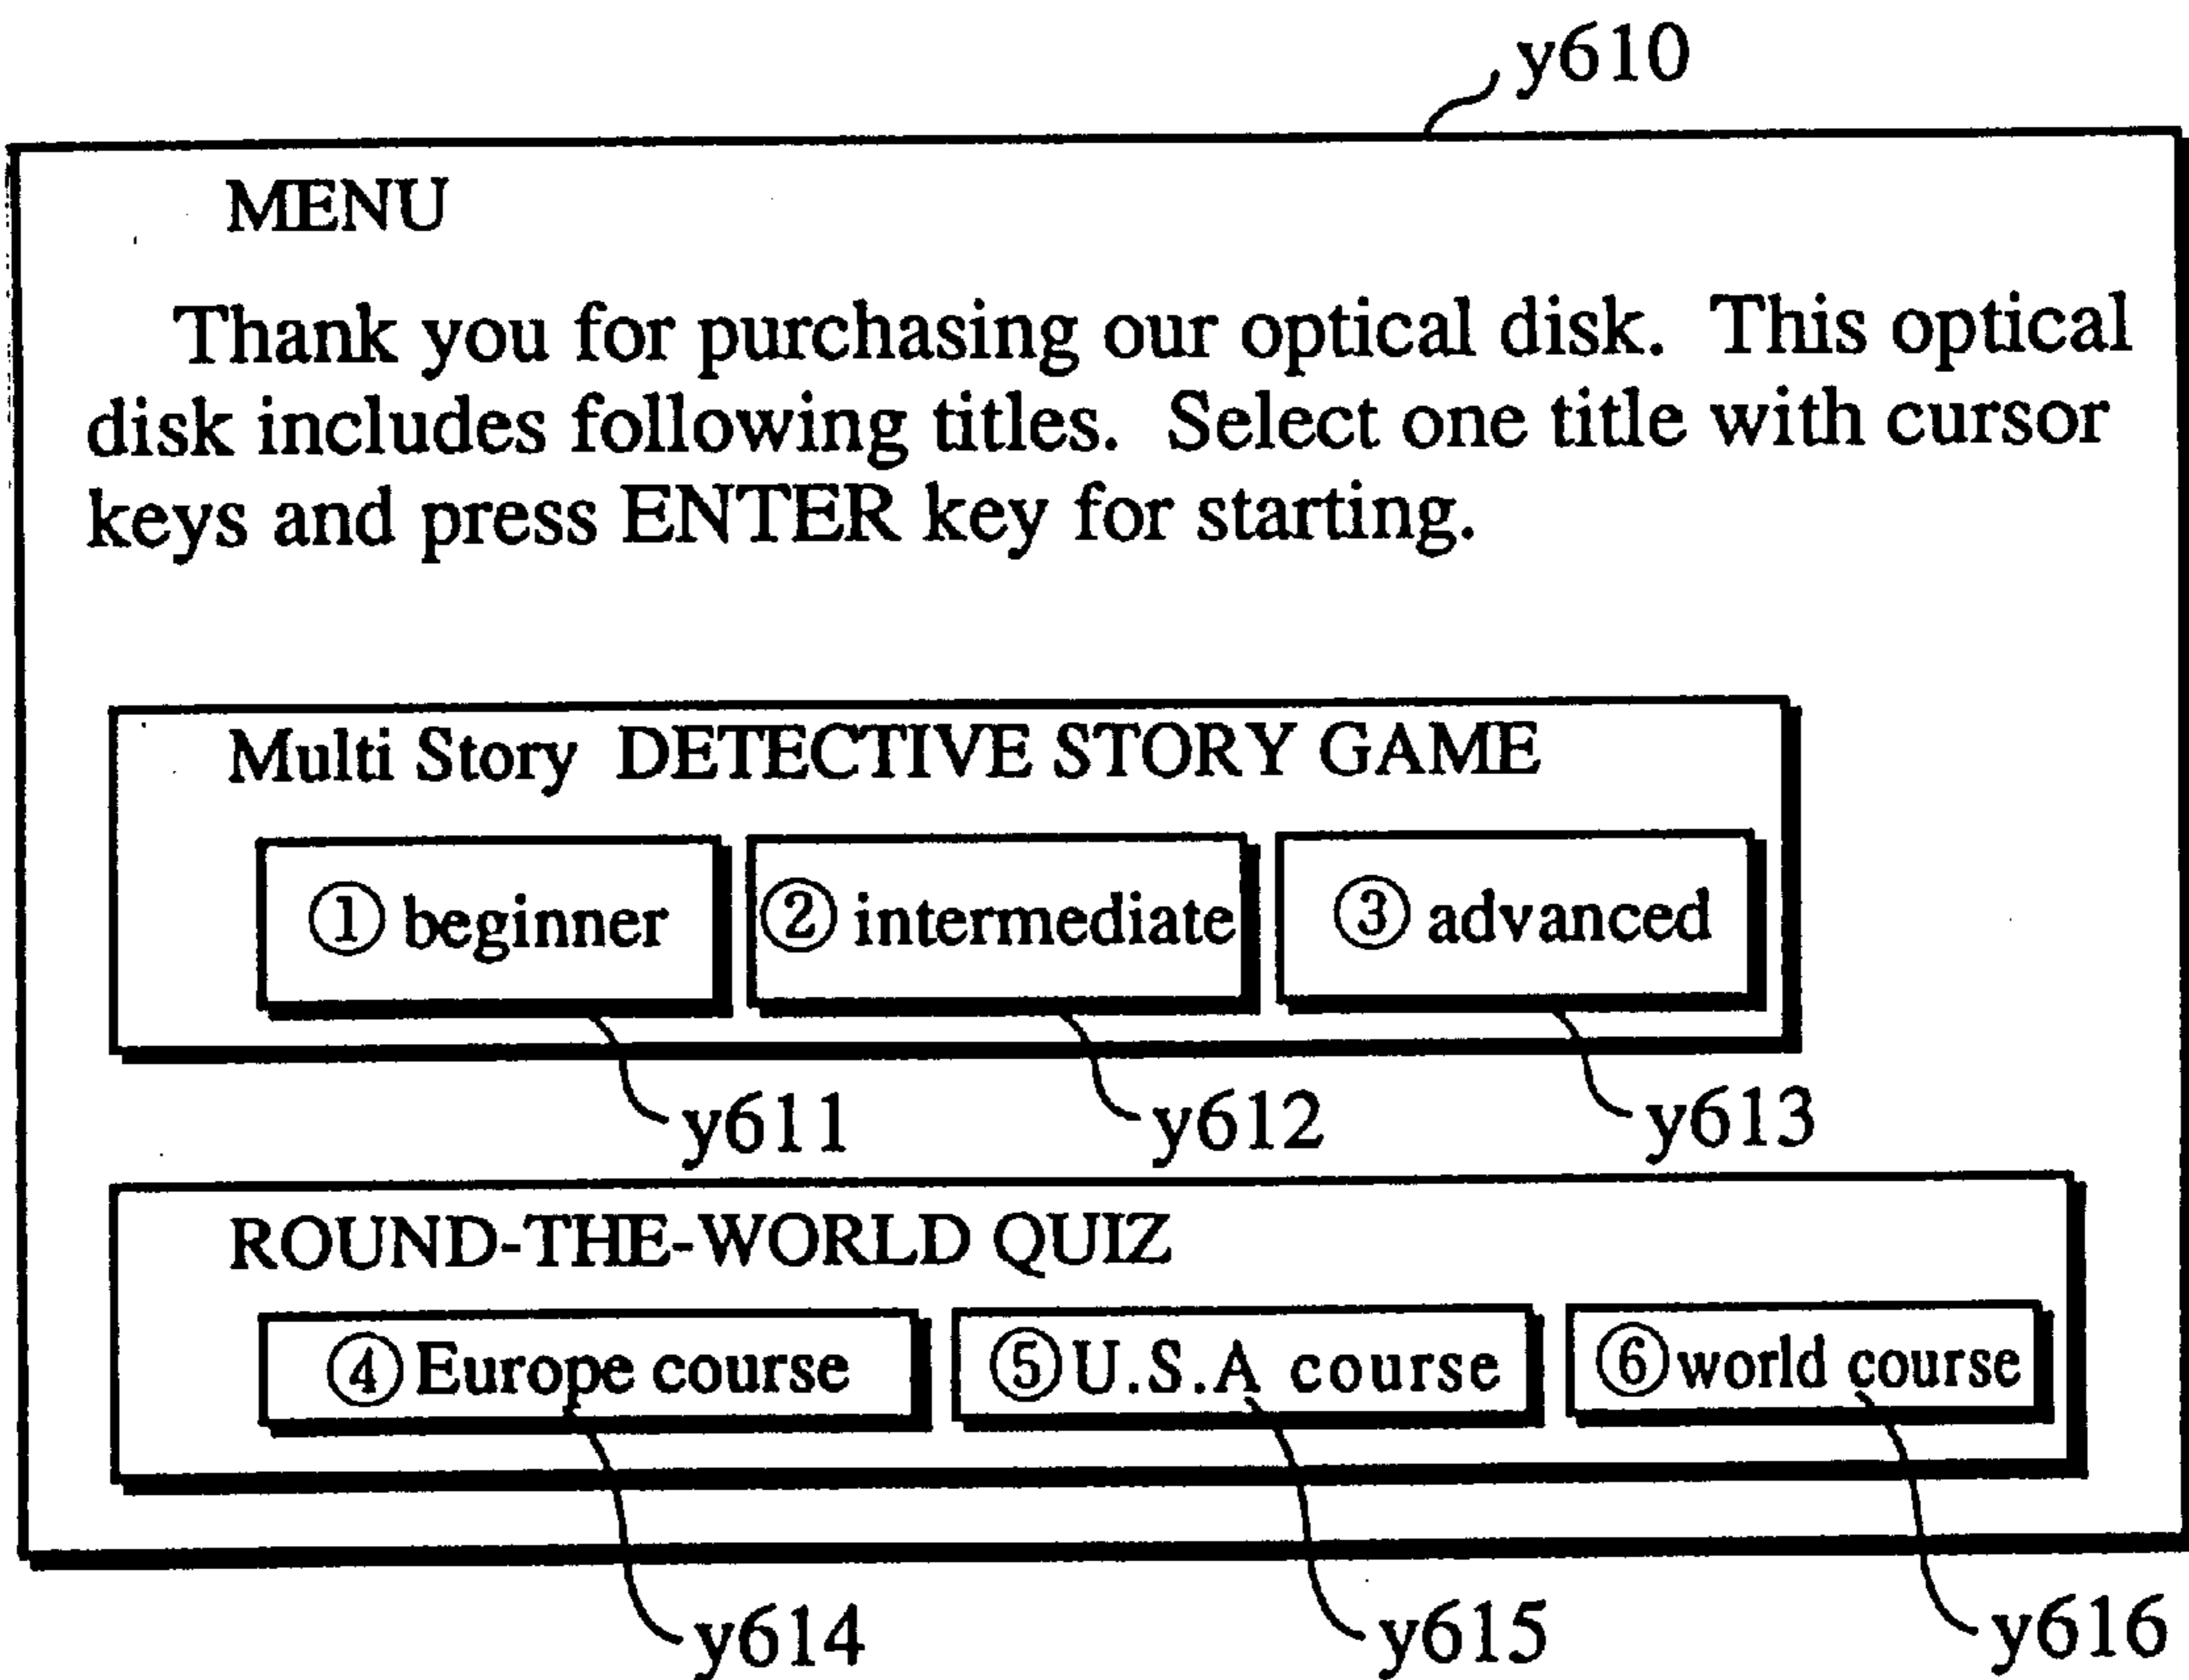 y610
MENU
Thank you for purchasing our optical disk. This optical
disk includes following titles. Select one title with cursor
keys and press ENTER key for starting.
Multi Story DETECTIVE STORY GAME
① beginner ② intermediate ③ advanced
y611 y612 y613
ROUND-THE-WORLD QUIZ
④ Europe course ⑤ U.S.A course ⑥ world course
y614 y615 y616